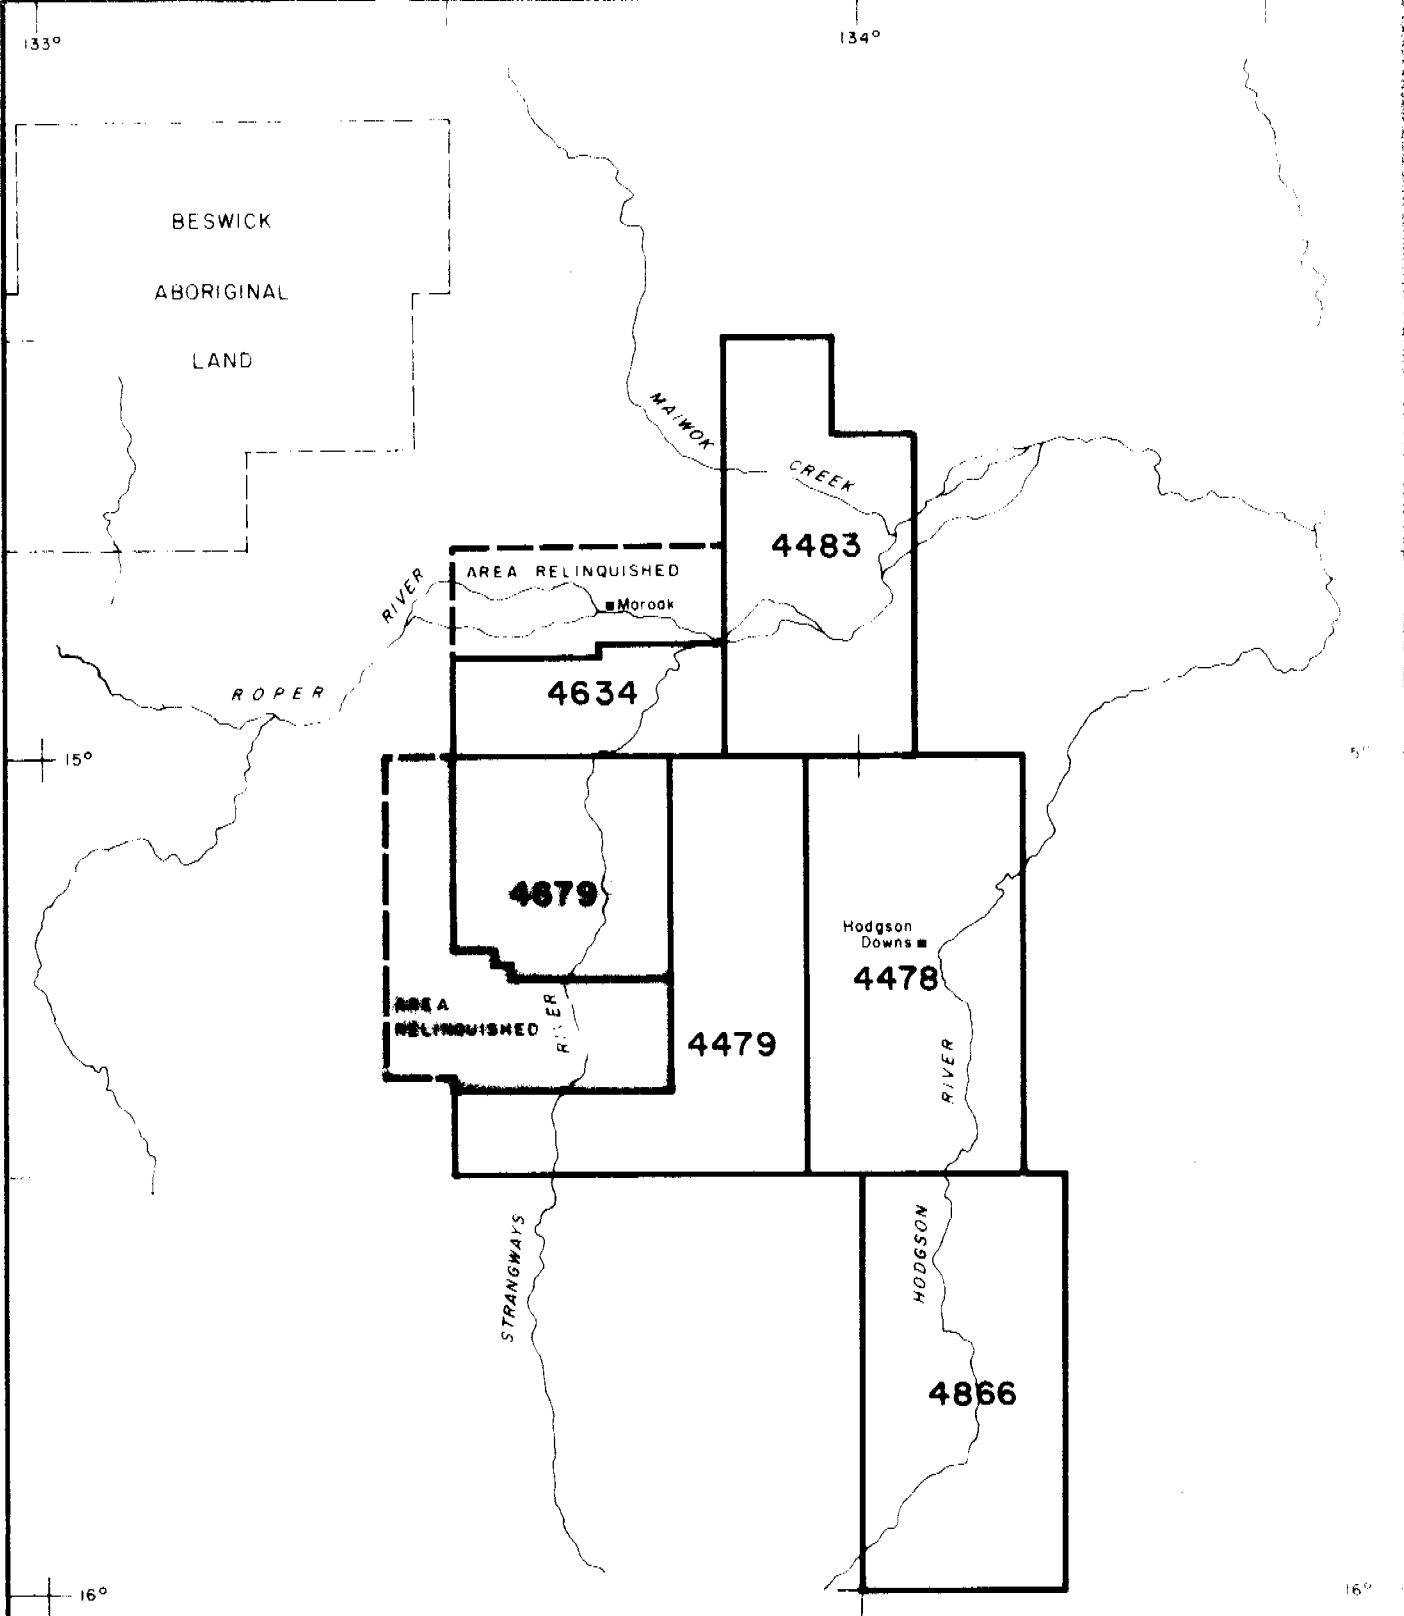 133°
134°
BESWICK
ABORIGINAL
LAND
MAIWOK
CREEK
4483
AREA RELINQUISHED
RIVER
Moroak
4634
ROPER
15°
5°
4679
Hodgson
Downs
4478
AREA
RELINQUISHED
RIVER
4479
RIVER
STRANGWAYS
HODGSON
4866
16°
16°